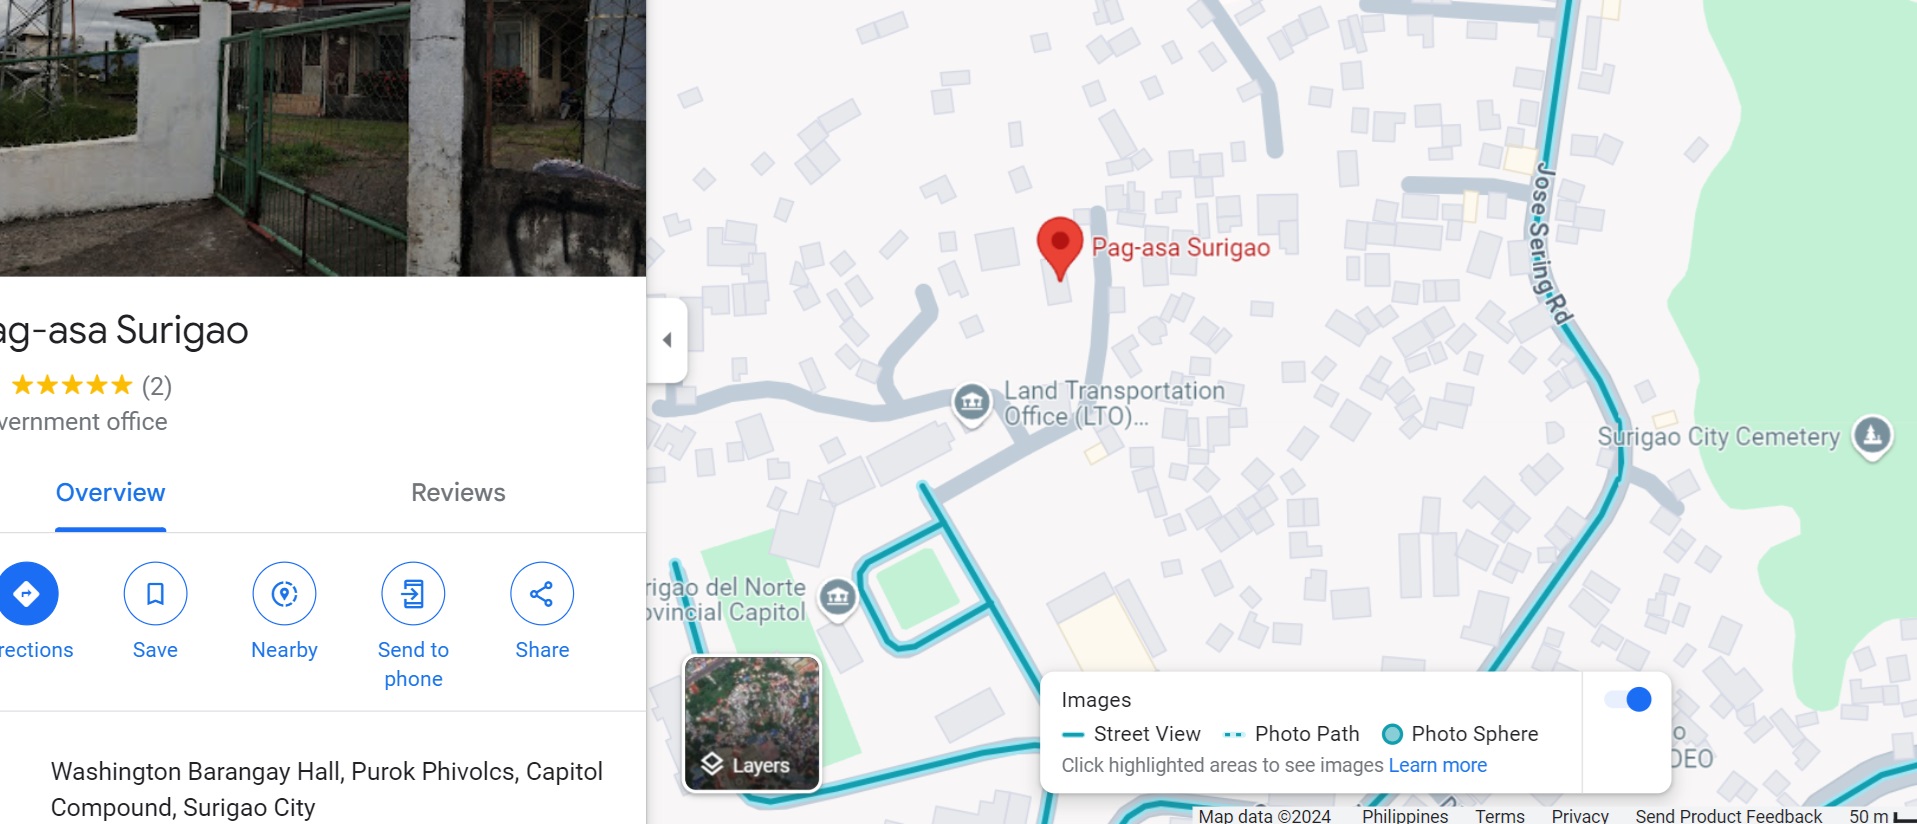 ag-asa Surigao
(2)
vernment office
Overview
Reviews
rections
Save
Nearby
Send to
phone
Share
Washington Barangay Hall, Purok Phivolcs, Capitol
Compound, Surigao City
Pag-asa Surigao
Jose Sering Rd
Land Transportation
Office (LTO)...
Surigao City Cemetery
rigao del Norte
ovincial Capitol
Layers
Images
Street View
Photo Path
Photo Sphere
Click highlighted areas to see images Learn more
o
DEO
Map data ©2024
Philippines
Terms
Privacy
Send Product Feedback
50 m